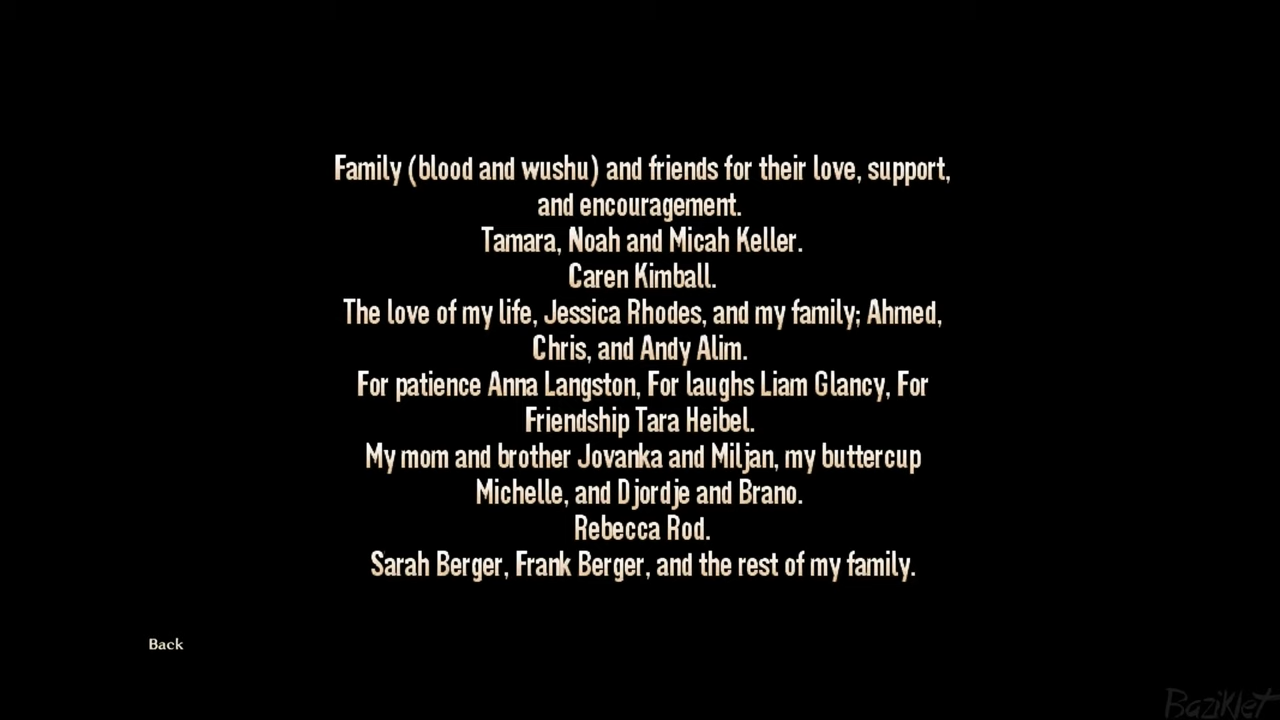 Family (blood and wushu) and friends for their love, support,
and encouragement.
Tamara, Noah and Micah Keller.
Caren Kimball.
The love of my life, Jessica Rhodes, and my family; Ahmed,
Chris, and Andy Alim.
For patience Anna Langston, For laughs Liam Glancy, For
Friendship Tara Heibel.
My mom and brother Jovanka and Miljan, my buttercup
Michelle, and Djordje and Brano.
Rebecca Rod.
Sarah Berger, Frank Berger, and the rest of my family.
Back
Baziklet